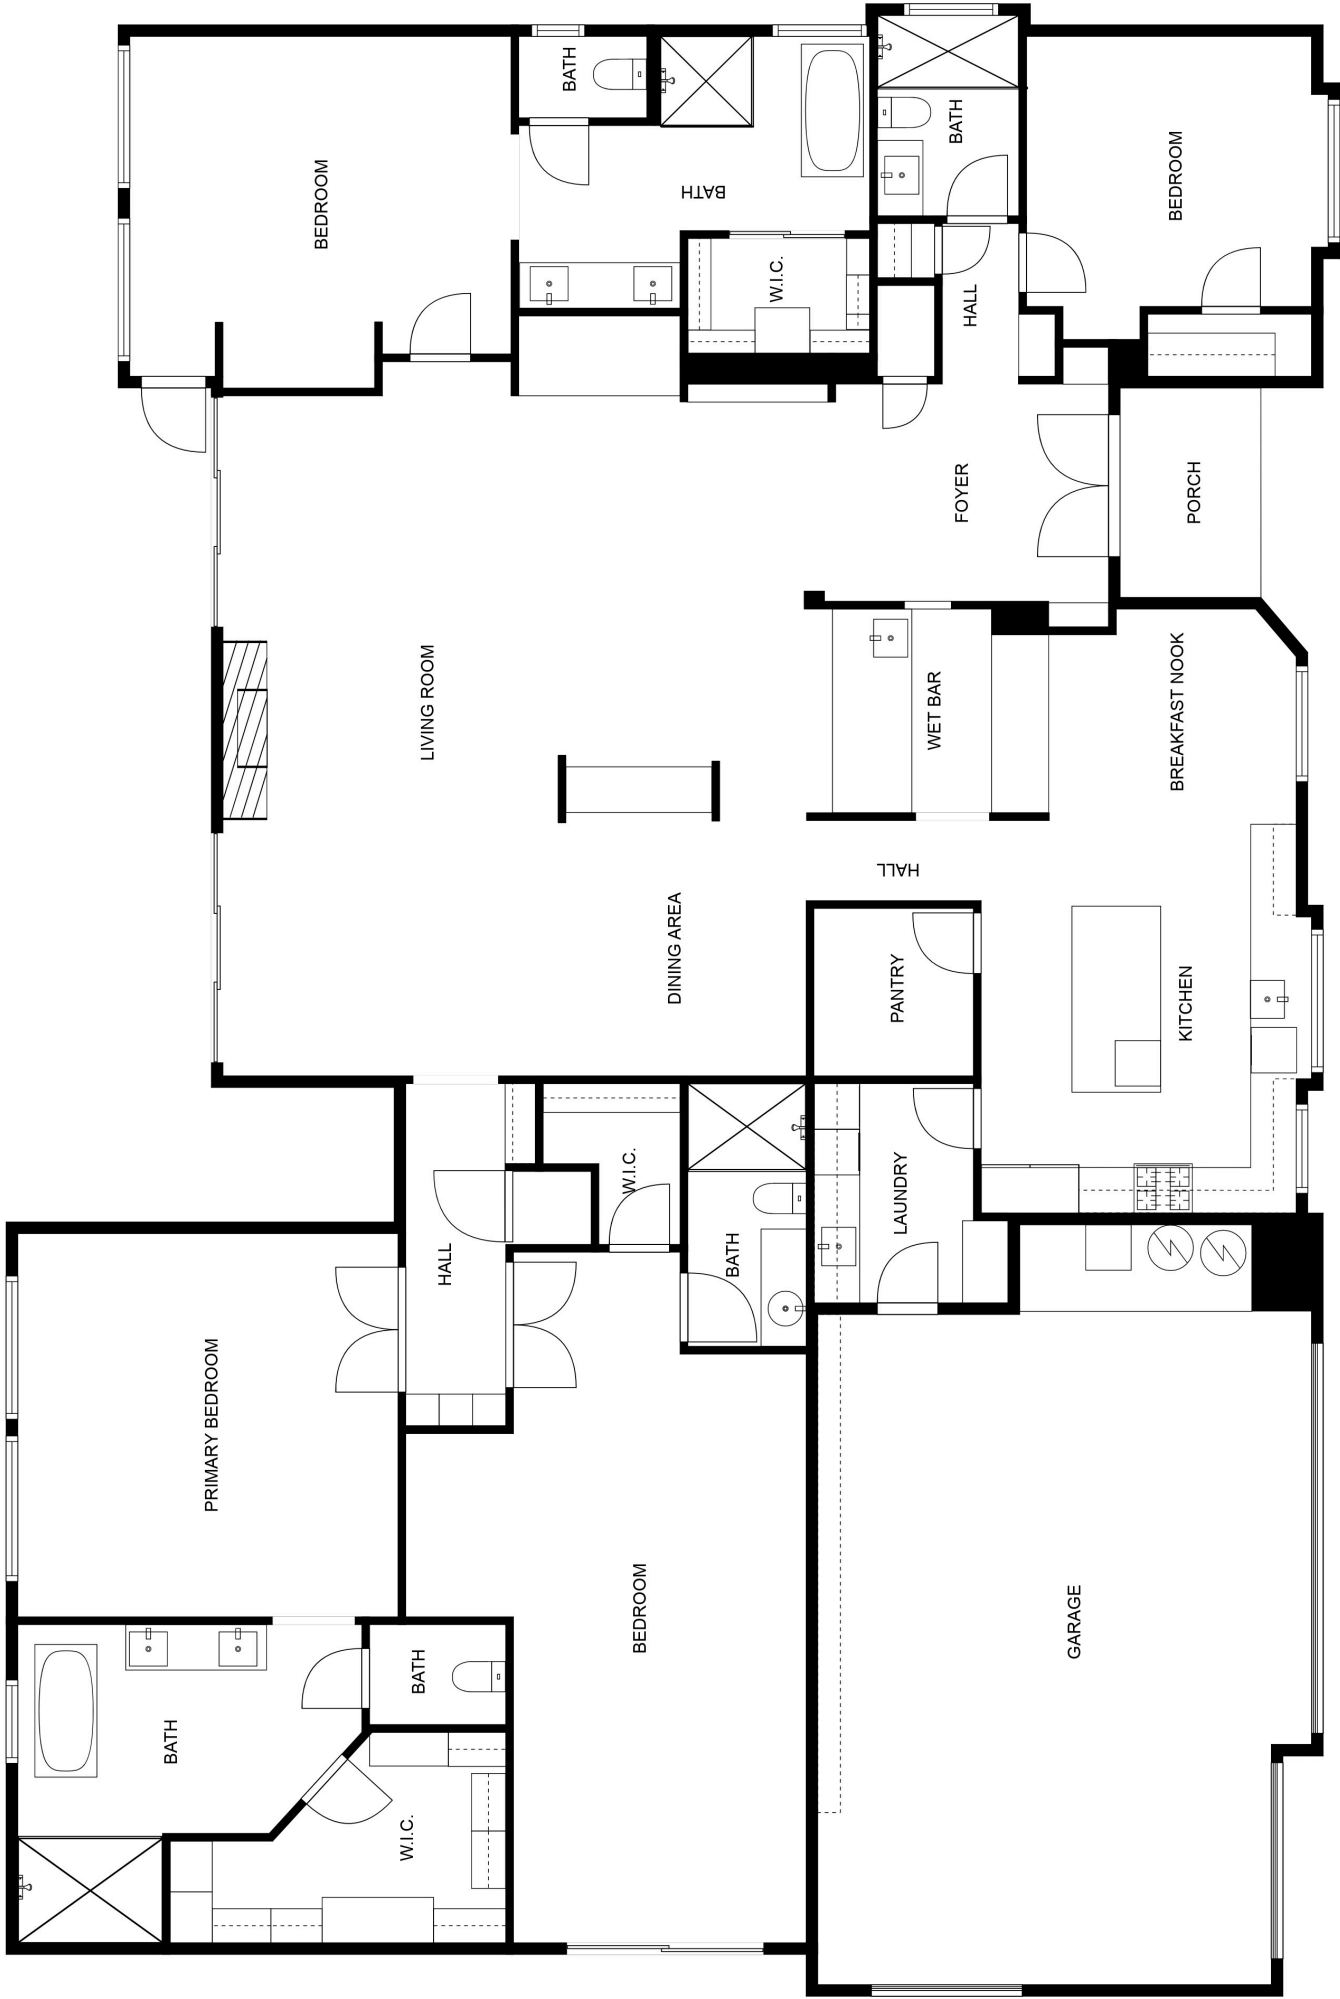 BATH
BATH
BEDROOM
BEDROOM
BATH
W.I.C.
HALL
FOYER
PORCH
LIVING ROOM
WET BAR
BREAKFAST NOOK
HALL
DINING AREA
PANTRY
KITCHEN
W.I.C.
LAUNDRY
HALL
BATH
PRIMARY BEDROOM
BEDROOM
GARAGE
BATH
BATH
W.I.C.